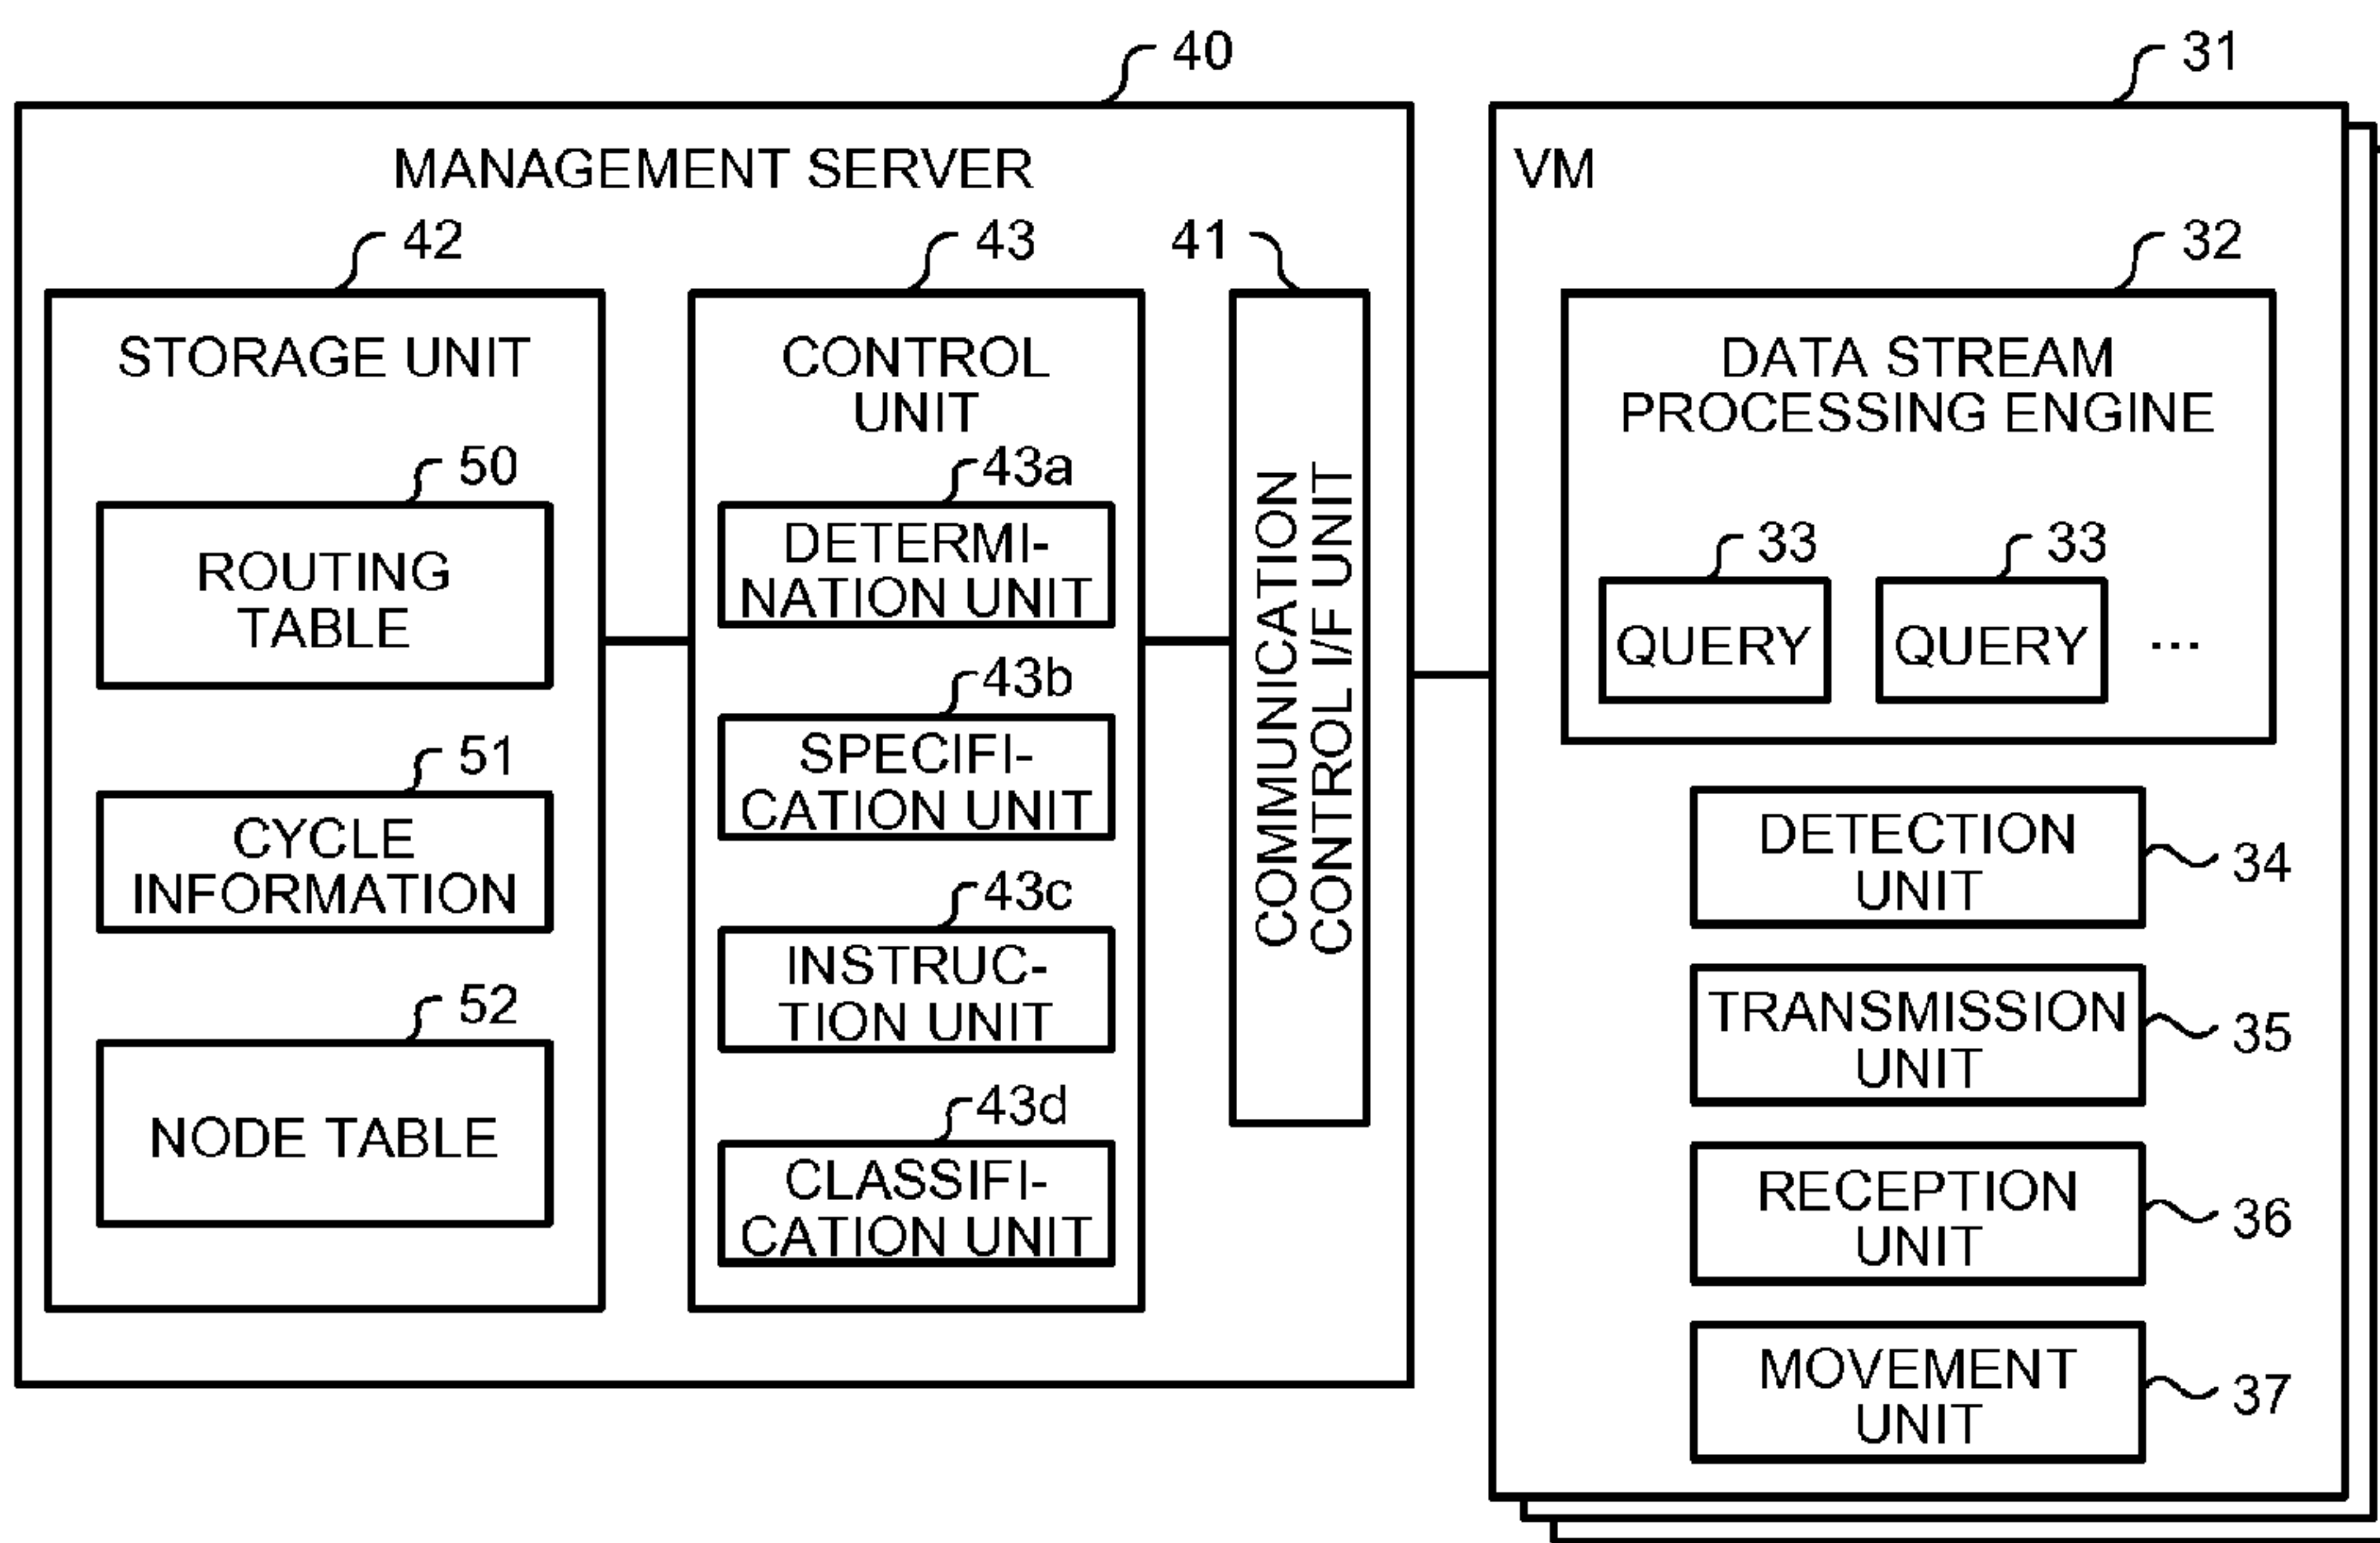 40
MANAGEMENT SERVER
42
STORAGE UNIT
50
ROUTING
TABLE
51
CYCLE
INFORMATION
52
NODE TABLE
43
CONTROL
UNIT
43a
DETERMI-
NATION UNIT
43b
SPECIFI-
CATION UNIT
43c
INSTRUC-
TION UNIT
43d
CLASSIFI-
CATION UNIT
41
COMMUNICATION
CONTROL I/F UNIT
31
VM
32
DATA STREAM
PROCESSING ENGINE
33
QUERY
33
QUERY
...
DETECTION
UNIT
34
TRANSMISSION
UNIT
35
RECEPTION
UNIT
36
MOVEMENT
UNIT
37